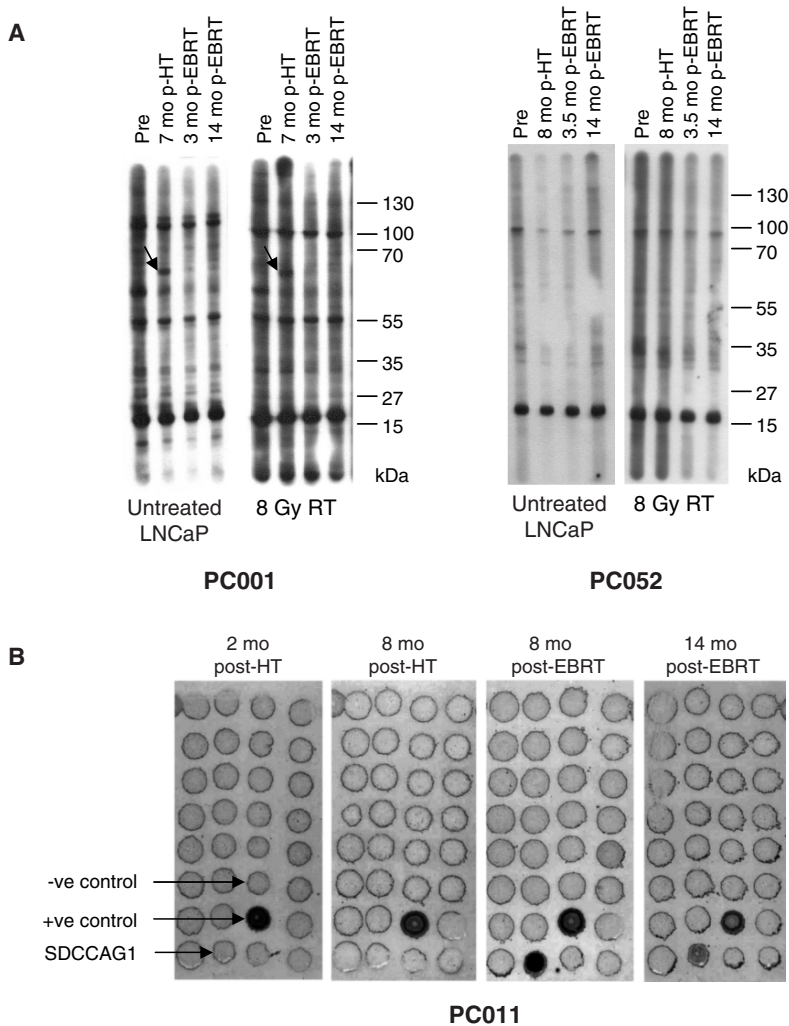 A
Pre
7 mo p-HT
3 mo p-EBRT
14 mo p-EBRT
Pre
7 mo p-HT
3 mo p-EBRT
14 mo p-EBRT
130
100
70
55
35
27
15
kDa
Untreated
LNCaP
8 Gy RT
PC001
Pre
8 mo p-HT
3.5 mo p-EBRT
14 mo p-EBRT
Pre
8 mo p-HT
3.5 mo p-EBRT
14 mo p-EBRT
130
100
70
55
35
27
15
kDa
Untreated
LNCaP
8 Gy RT
PC052
B
2 mo
post-HT
8 mo
post-HT
8 mo
post-EBRT
14 mo
post-EBRT
-ve control
+ve control
SDCCAG1
PC011